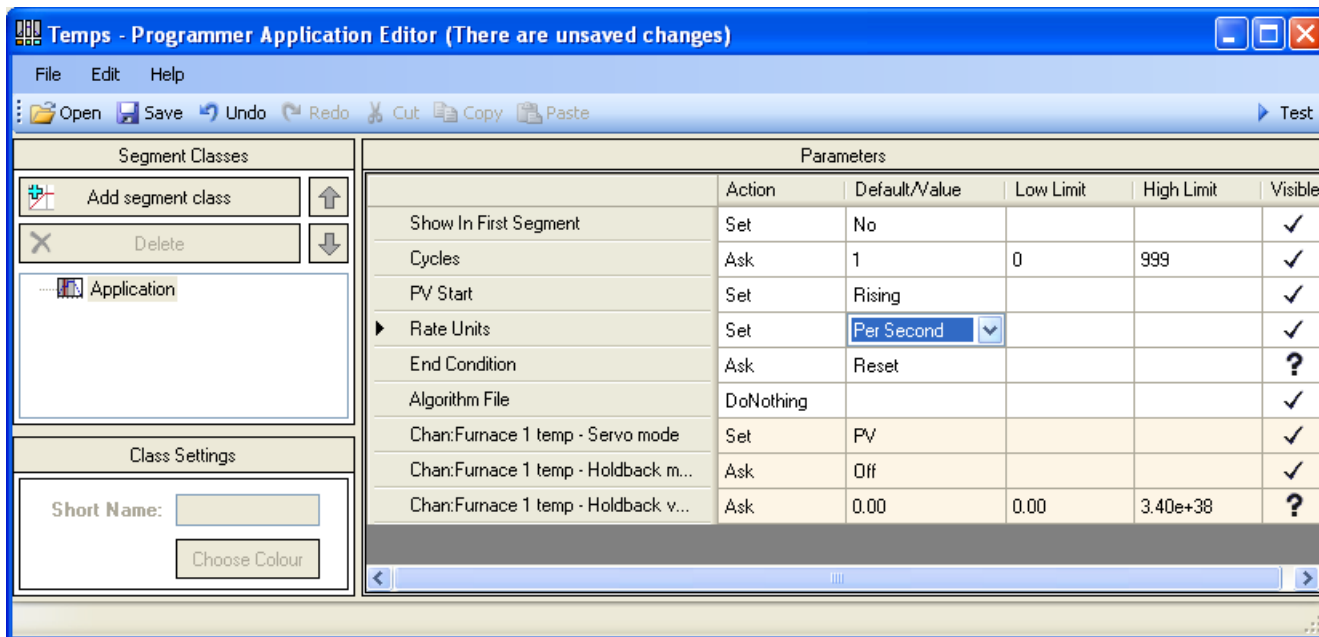 Temps - Programmer Application Editor (There are unsaved changes)
File Edit Help
Open Save Undo Redo Cut Copy Paste Test
Segment Classes
Add segment class
Delete
Application
Class Settings
Short Name:
Choose Colour
Parameters
Action Default/Value Low Limit High Limit Visible
Show In First Segment Set No
Cycles Ask 1 0 999
PV Start Set Rising
Rate Units Set Per Second
End Condition Ask Reset ?
Algorithm File DoNothing
Chan:Furnace 1 temp - Servo mode Set PV
Chan:Furnace 1 temp - Holdback m... Ask Off
Chan:Furnace 1 temp - Holdback v... Ask 0.00 0.00 3.40e+38 ?